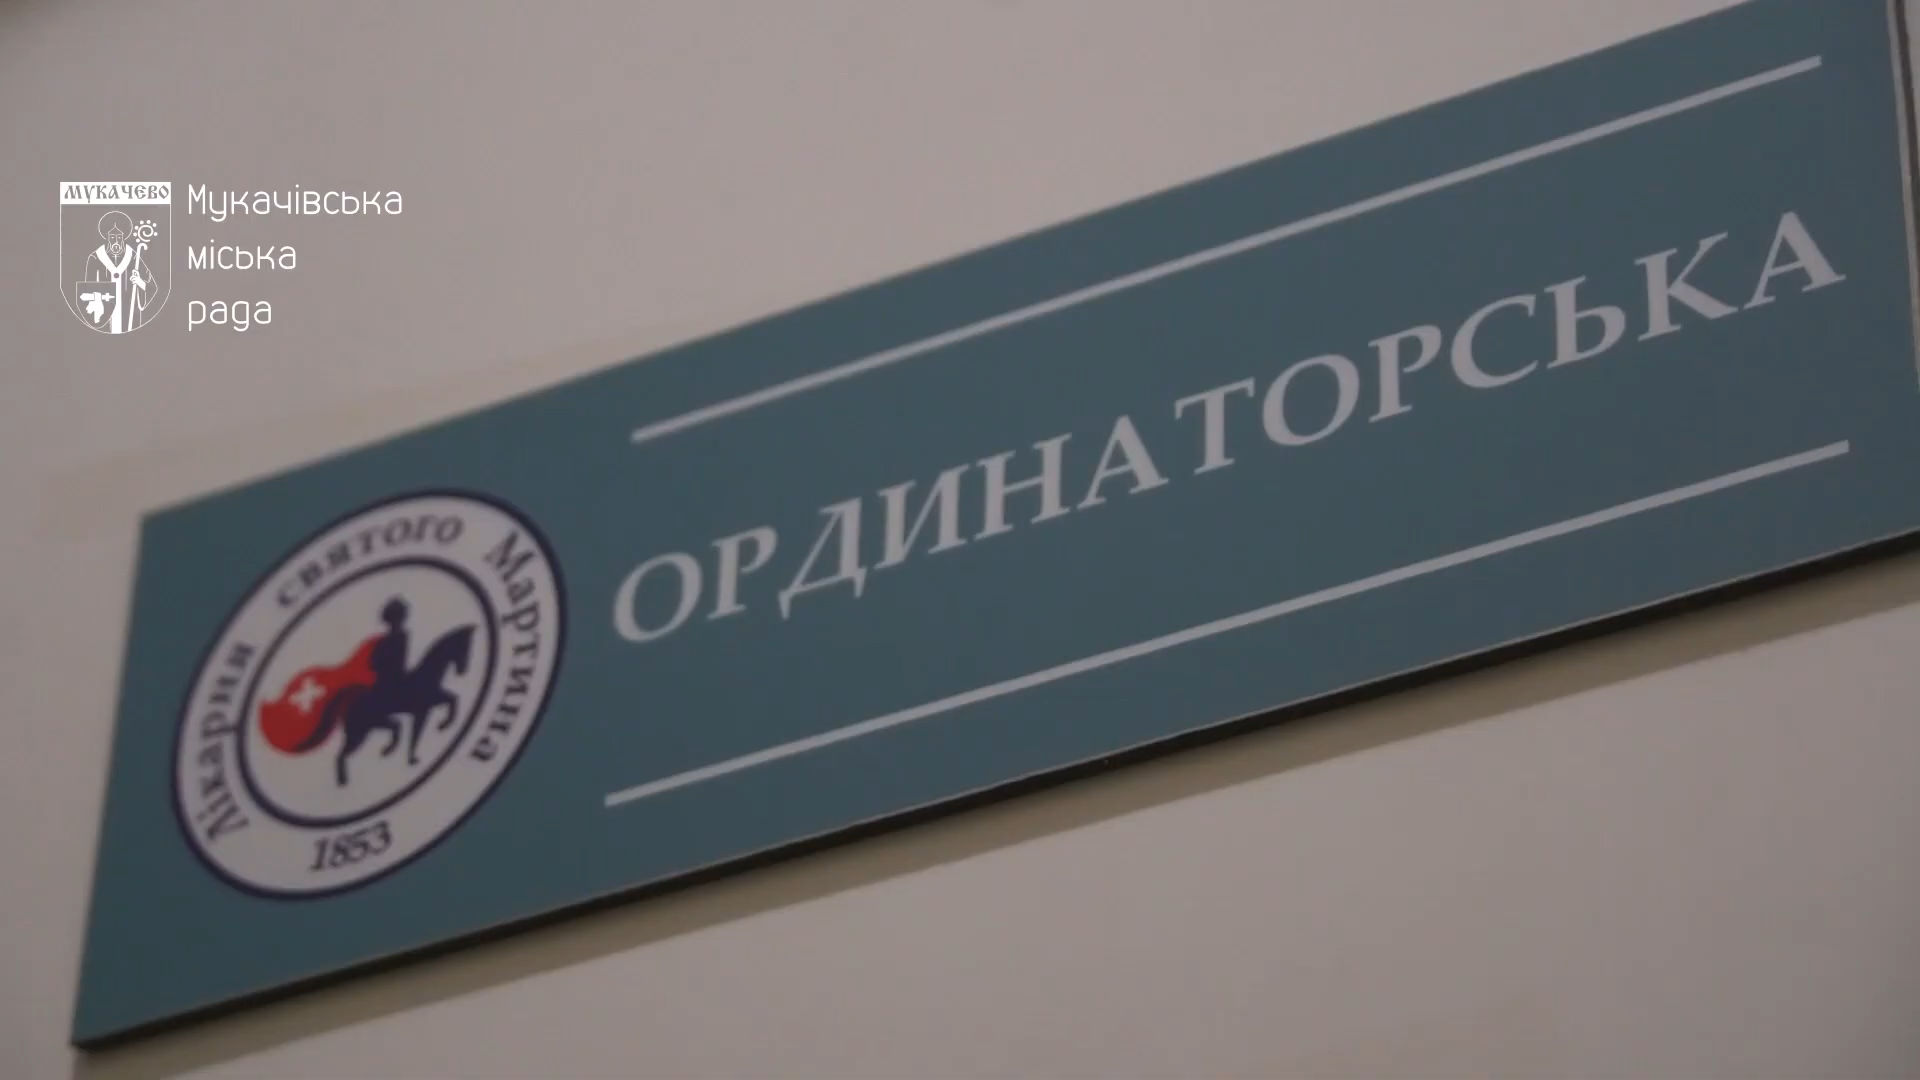 МУКАЧЕВО
Мукачівська
міська
рада
ОРДИНАТОРСЬКА
Лікарня святого Мартина
1853